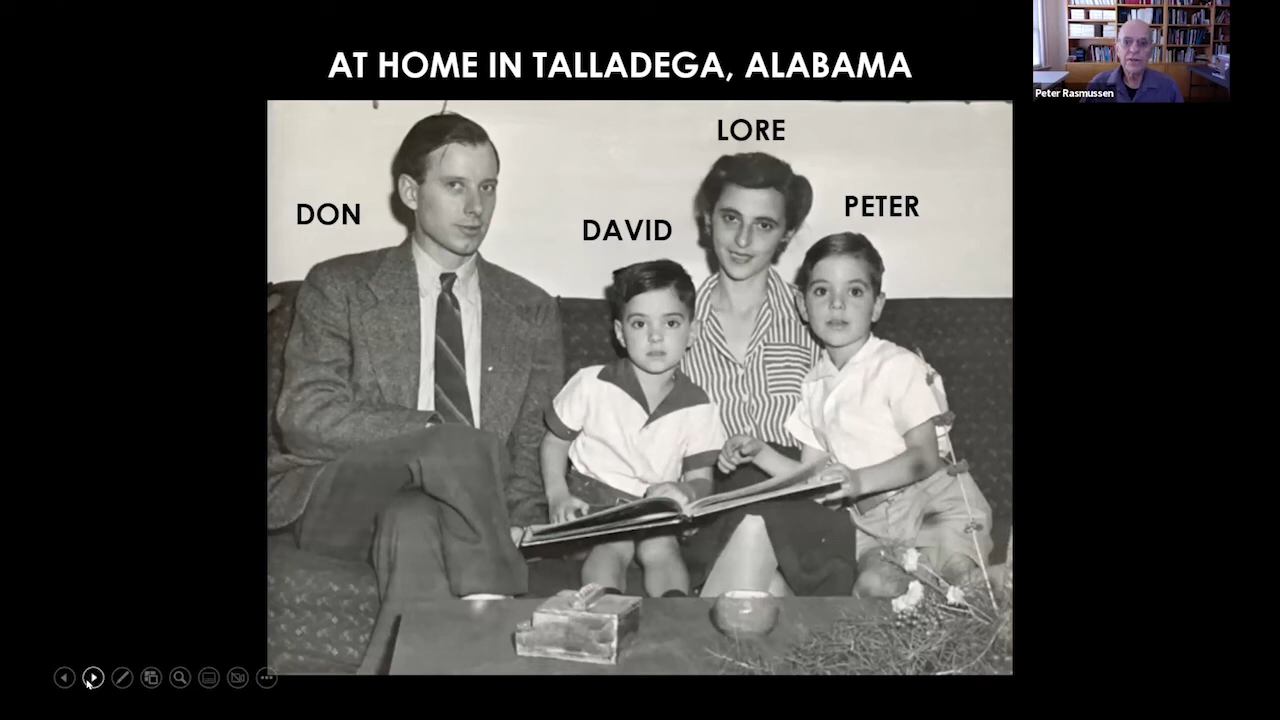 AT HOME IN TALLADEGA, ALABAMA
Peter Rasmussen
LORE
DON
DAVID
PETER